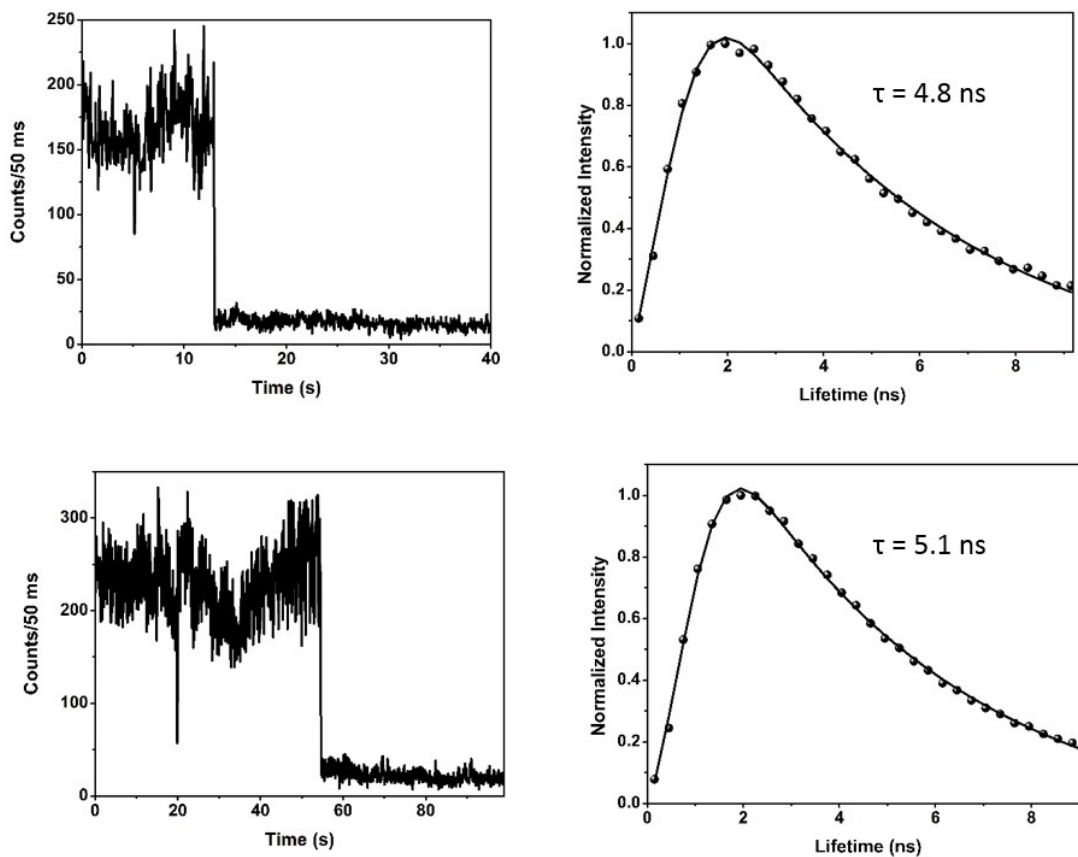 250
200
150
100
50
0
Counts/50 ms
0 10 20 30 40
Time (s)
1.0
0.8
0.6
0.4
0.2
0.0
Normalized Intensity
τ = 4.8 ns
0 2 4 6 8
Lifetime (ns)
300
200
100
0
Counts/50 ms
0 20 40 60 80
Time (s)
1.0
0.8
0.6
0.4
0.2
0.0
Normalized Intensity
τ = 5.1 ns
0 2 4 6 8
Lifetime (ns)